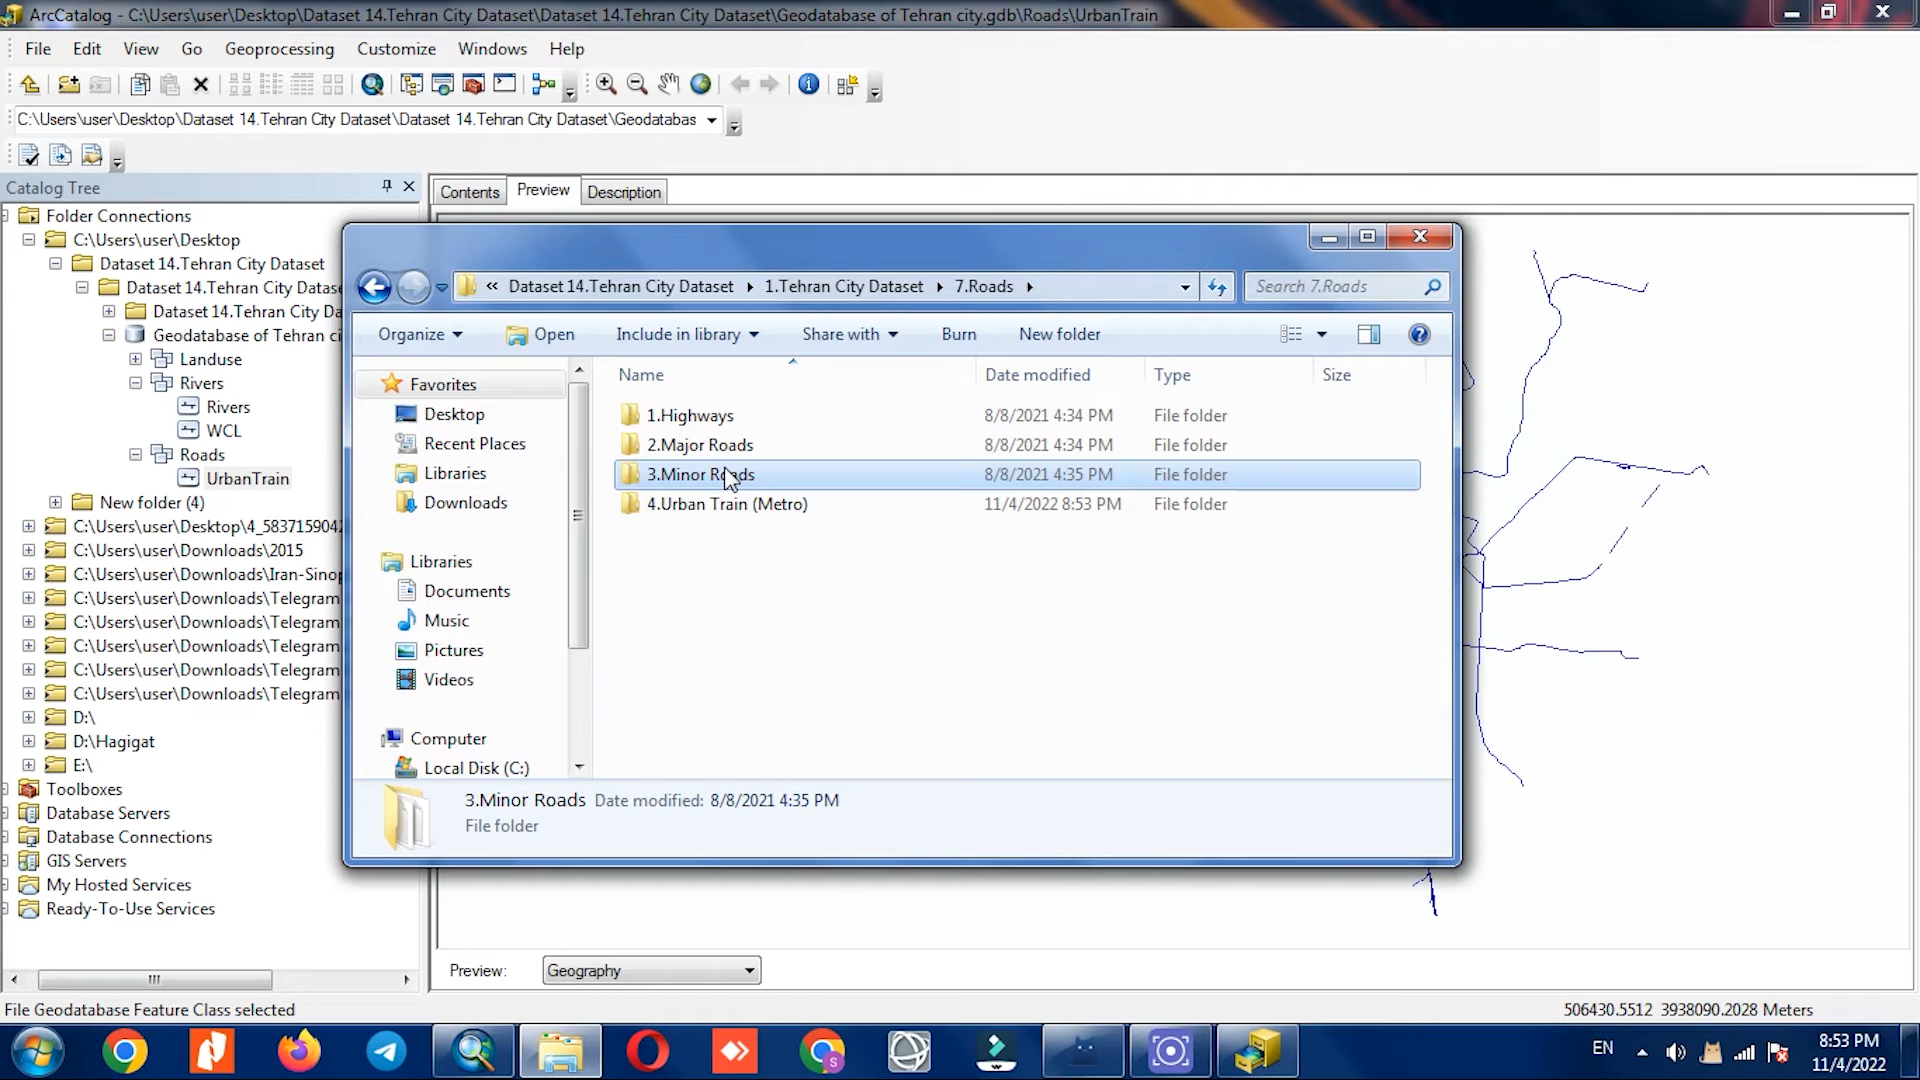 ArcCatalog - C:\Users\user\Desktop\Dataset 14.Tehran City Dataset\Dataset 14.Tehran City Dataset\Geodatabase of Tehran city.gdb\Roads\UrbanTrain
File Edit View Go Geoprocessing Customize Windows Help
C:\Users\user\Desktop\Dataset 14.Tehran City Dataset\Dataset 14.Tehran City Dataset\Geodatabas
Catalog Tree
Contents Preview Description
Folder Connections
C:\Users\user\Desktop
Dataset 14.Tehran City Dataset
Dataset 14.Tehran City Datase
Dataset 14.Tehran City Da
Geodatabase of Tehran ci
Landuse
Rivers
Rivers
WCL
Roads
UrbanTrain
New folder (4)
C:\Users\user\Desktop\4_583715904
C:\Users\user\Downloads\2015
C:\Users\user\Downloads\Iran-Sinop
C:\Users\user\Downloads\Telegram
C:\Users\user\Downloads\Telegram
C:\Users\user\Downloads\Telegram
C:\Users\user\Downloads\Telegram
C:\Users\user\Downloads\Telegram
D:\
D:\Hagigat
E:\
Toolboxes
Database Servers
Database Connections
GIS Servers
My Hosted Services
Ready-To-Use Services
« Dataset 14.Tehran City Dataset 1.Tehran City Dataset 7.Roads
Search 7.Roads
Organize Open Include in library Share with Burn New folder
Favorites
Desktop
Recent Places
Libraries
Downloads
Libraries
Documents
Music
Pictures
Videos
Computer
Local Disk (C:)
Name Date modified Type Size
1.Highways 8/8/2021 4:34 PM File folder
2.Major Roads 8/8/2021 4:34 PM File folder
3.Minor Roads 8/8/2021 4:35 PM File folder
4.Urban Train (Metro) 11/4/2022 8:53 PM File folder
3.Minor Roads Date modified: 8/8/2021 4:35 PM
File folder
Preview: Geography
File Geodatabase Feature Class selected
506430.5512 3938090.2028 Meters
EN
8:53 PM
11/4/2022